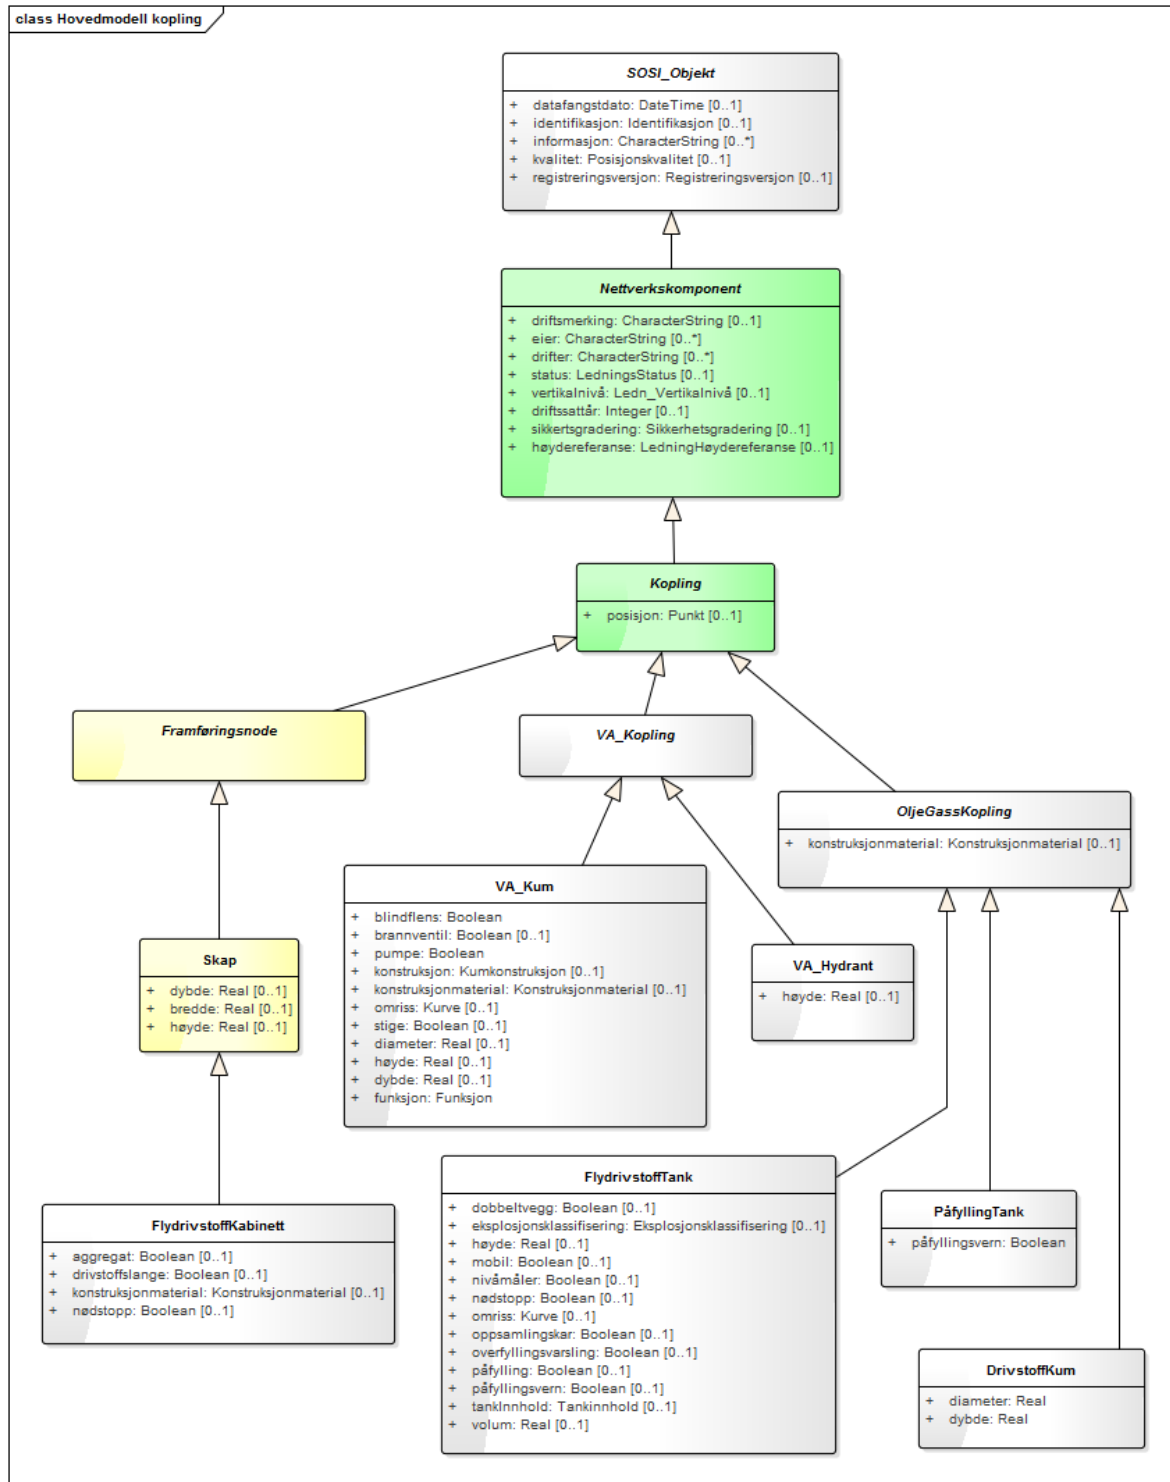 class Hovedmodell kopling
SOSI_Objekt
+ datafangstdato: DateTime [0..1]
+ identifikasjon: Identifikasjon [0..1]
+ informasjon: CharacterString [0..*]
+ kvalitet: Posisjonskvalitet [0..1]
+ registreringsversjon: Registreringsversjon [0..1]
Nettverkskomponent
+ driftsmerking: CharacterString [0..1]
+ eier: CharacterString [0..*]
+ drifter: CharacterString [0..*]
+ status: LedningsStatus [0..1]
+ vertikalnivå: Ledn_Vertikalnivå [0..1]
+ driftssattår: Integer [0..1]
+ sikkertsgradering: Sikkerhetsgradering [0..1]
+ høydereferanse: LedningHøydereferanse [0..1]
Kopling
+ posisjon: Punkt [0..1]
Framføringsnode
VA_Kopling
OljeGassKopling
+ konstruksjonmaterial: Konstruksjonmaterial [0..1]
VA_Kum
+ blindflens: Boolean
+ brannventil: Boolean [0..1]
+ pumpe: Boolean
+ konstruksjon: Kumkonstruksjon [0..1]
+ konstruksjonmaterial: Konstruksjonmaterial [0..1]
+ omriss: Kurve [0..1]
+ stige: Boolean [0..1]
+ diameter: Real [0..1]
+ høyde: Real [0..1]
+ dybde: Real [0..1]
+ funksjon: Funksjon
Skap
+ dybde: Real [0..1]
+ bredde: Real [0..1]
+ høyde: Real [0..1]
VA_Hydrant
+ høyde: Real [0..1]
FlydrivstoffTank
+ dobbeltvegg: Boolean [0..1]
+ eksplosjonsklassifisering: Eksplosjonsklassifisering [0..1]
+ høyde: Real [0..1]
+ mobil: Boolean [0..1]
+ nivåmåler: Boolean [0..1]
+ nødstopp: Boolean [0..1]
+ omriss: Kurve [0..1]
+ oppsamlingskar: Boolean [0..1]
+ overfyllingsvarsling: Boolean [0..1]
+ påfylling: Boolean [0..1]
+ påfyllingsvern: Boolean [0..1]
+ tankInnhold: Tankinnhold [0..1]
+ volum: Real [0..1]
FlydrivstoffKabinett
+ aggregat: Boolean [0..1]
+ drivstoffslange: Boolean [0..1]
+ konstruksjonmaterial: Konstruksjonmaterial [0..1]
+ nødstopp: Boolean [0..1]
PåfyllingTank
+ påfyllingsvern: Boolean
DrivstoffKum
+ diameter: Real
+ dybde: Real